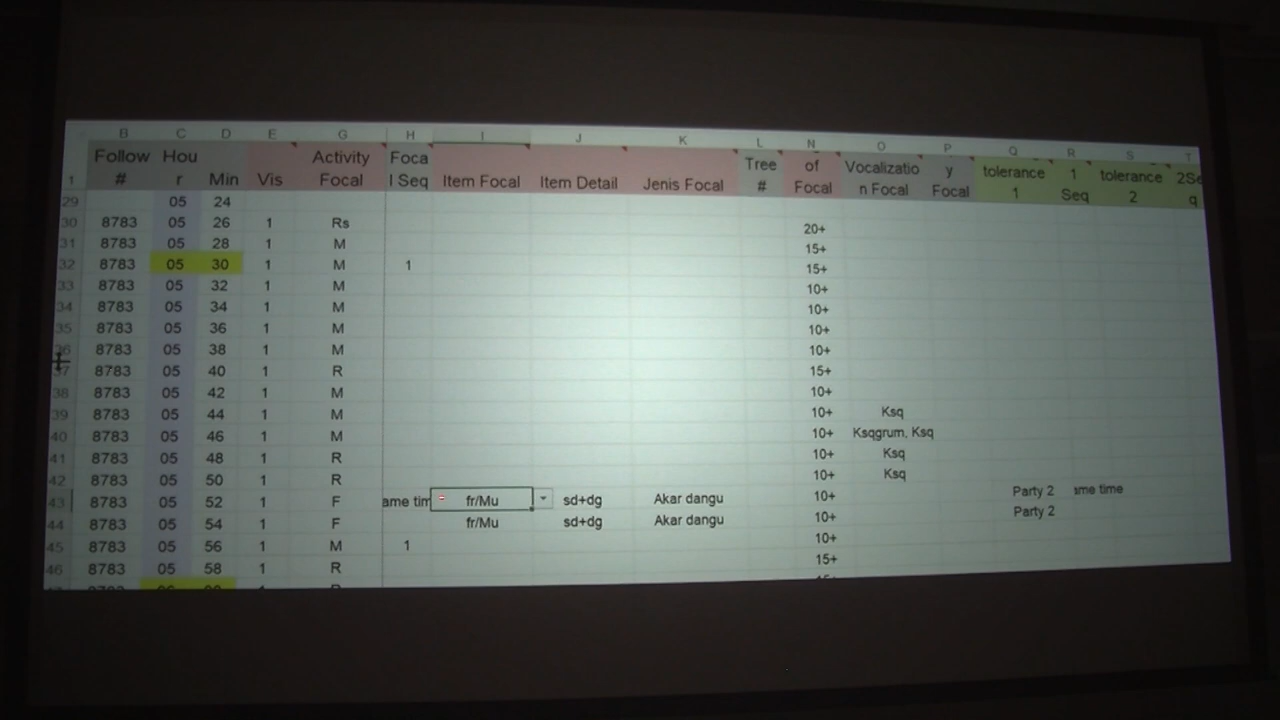 B C D E G H I J K L N O P Q R S T
1 Follow # Hou r Min Vis Activity Focal Foca l Seq Item Focal Item Detail Jenis Focal Tree # of Focal Vocalizatio n Focal y Focal tolerance 1 1 Seq tolerance 2 2Se q
29 05 24
30 8783 05 26 1 Rs 20+
31 8783 05 28 1 M 15+
32 8783 05 30 1 M 1 15+
33 8783 05 32 1 M 10+
34 8783 05 34 1 M 10+
35 8783 05 36 1 M 10+
36 8783 05 38 1 M 10+
37 8783 05 40 1 R 15+
38 8783 05 42 1 M 10+
39 8783 05 44 1 M 10+ Ksq
40 8783 05 46 1 M 10+ Ksqgrum, Ksq
41 8783 05 48 1 R 10+ Ksq
42 8783 05 50 1 R 10+ Ksq
43 8783 05 52 1 F ame tim fr/Mu sd+dg Akar dangu 10+ Party 2 ame time
44 8783 05 54 1 F fr/Mu sd+dg Akar dangu 10+ Party 2
45 8783 05 56 1 M 1 10+
46 8783 05 58 1 R 15+